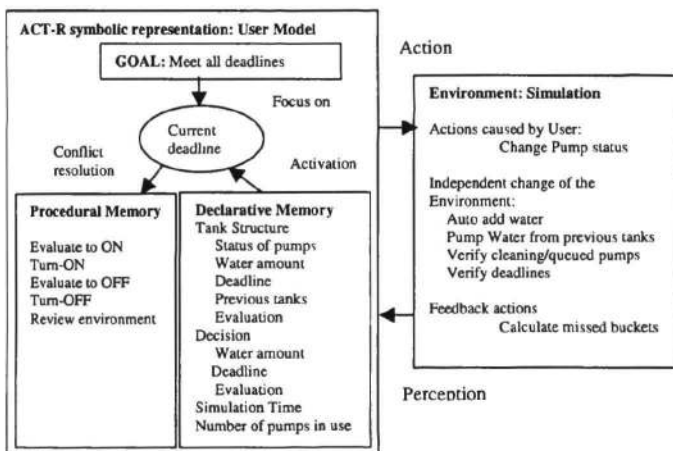 ACT-R symbolic representation: User Model
GOAL: Meet all deadlines
Focus on
Current
deadline
Conflict
resolution
Activation
Procedural Memory
Evaluate to ON
Turn-ON
Evaluate to OFF
Turn-OFF
Review environment
Declarative Memory
Tank Structure
Status of pumps
Water amount
Deadline
Previous tanks
Evaluation
Decision
Water amount
Deadline
Evaluation
Simulation Time
Number of pumps in use
Action
Environment: Simulation
Actions caused by User:
Change Pump status
Independent change of the
Environment:
Auto add water
Pump Water from previous tanks
Verify cleaning/queued pumps
Verify deadlines
Feedback actions
Calculate missed buckets
Perception